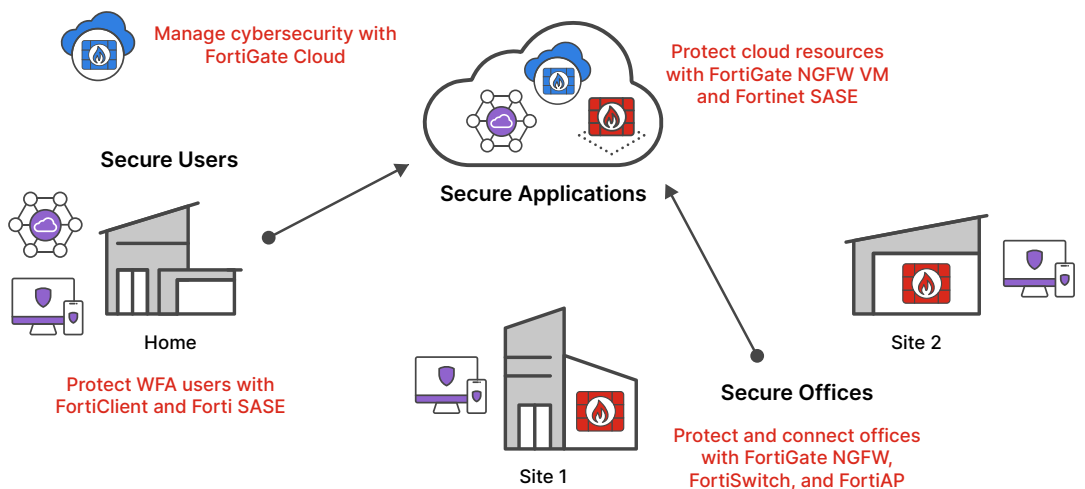 Manage cybersecurity with
FortiGate Cloud
Protect cloud resources
with FortiGate NGFW VM
and Fortinet SASE
Secure Users
Secure Applications
Home
Site 2
Protect WFA users with
FortiClient and Forti SASE
Secure Offices
Site 1
Protect and connect offices
with FortiGate NGFW,
FortiSwitch, and FortiAP